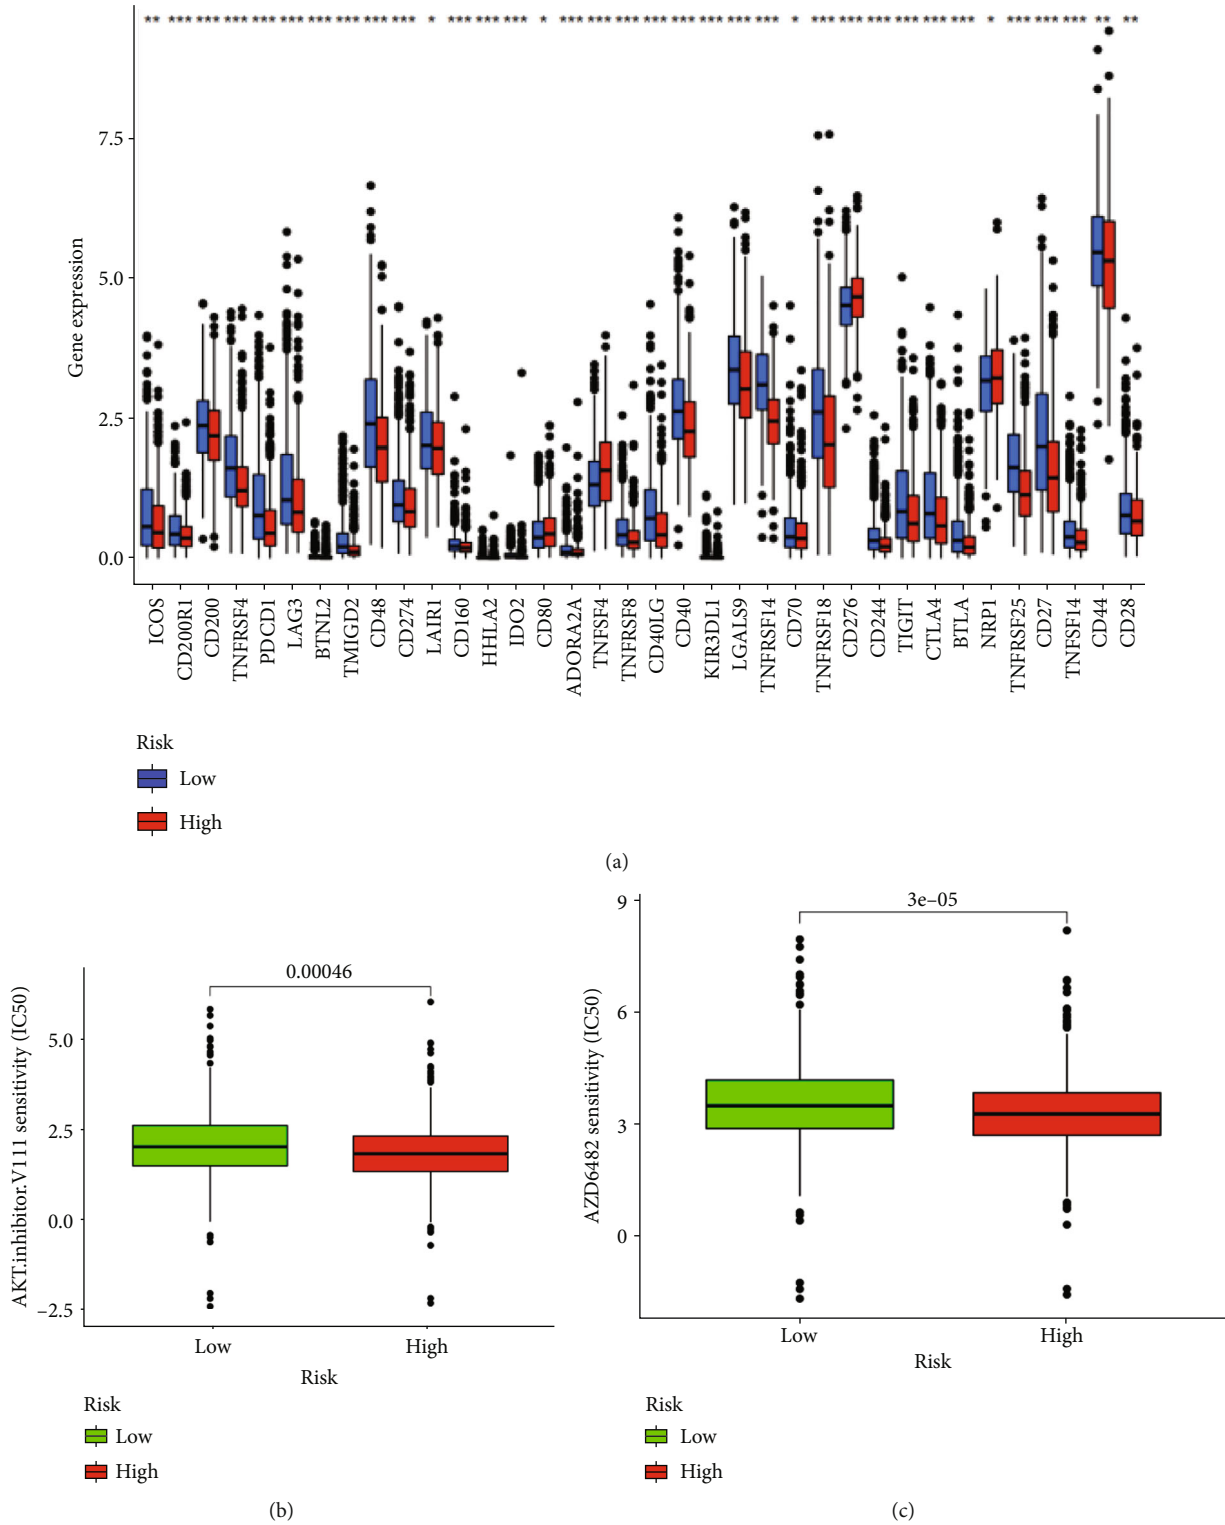 ** *** *** *** *** *** *** *** *** *** * *** *** *** * *** *** *** *** *** *** *** *** * *** *** *** *** *** *** * *** *** *** ** **
Gene expression
7.5
5.0
2.5
0.0
ICOS
CD200R1
CD200
TNFRSF4
PDCD1
LAG3
BTNL2
TMIGD2
CD48
CD274
LAIR1
CD160
HHLA2
IDO2
CD80
ADORA2A
TNFSF4
TNFRSF8
CD40LG
CD40
KIR3DL1
LGALS9
TNFRSF14
CD70
TNFRSF18
CD276
CD244
TIGIT
CTLA4
BTLA
NRP1
TNFRSF25
CD27
TNFSF14
CD44
CD28
Risk
Low
High
(a)
0.00046
AKT.inhibitor.V111 sensitivity (IC50)
5.0
2.5
0.0
−2.5
Low High
Risk
Risk
Low
High
(b)
3e−05
AZD6482 sensitivity (IC50)
9
6
3
0
Low High
Risk
Risk
Low
High
(c)